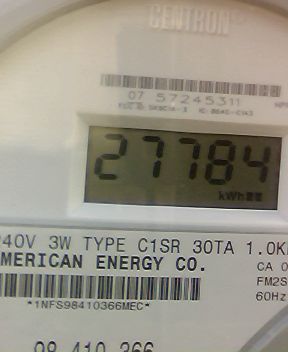 CENTRON
07 57245311
27784
kWh
240V 3W TYPE C1SR 30TA 1.0K
AMERICAN ENERGY CO.
CA 0
FM2S
60Hz
*1NFS98410366MEC*
98 410 366